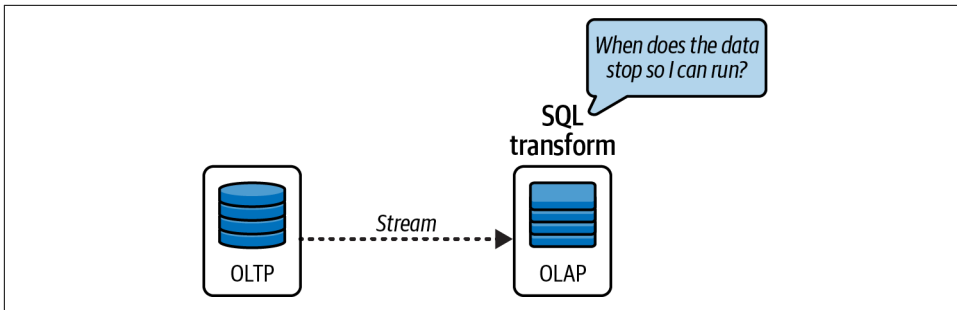 When does the data
stop so I can run?
SQL
transform
Stream
OLTP
OLAP